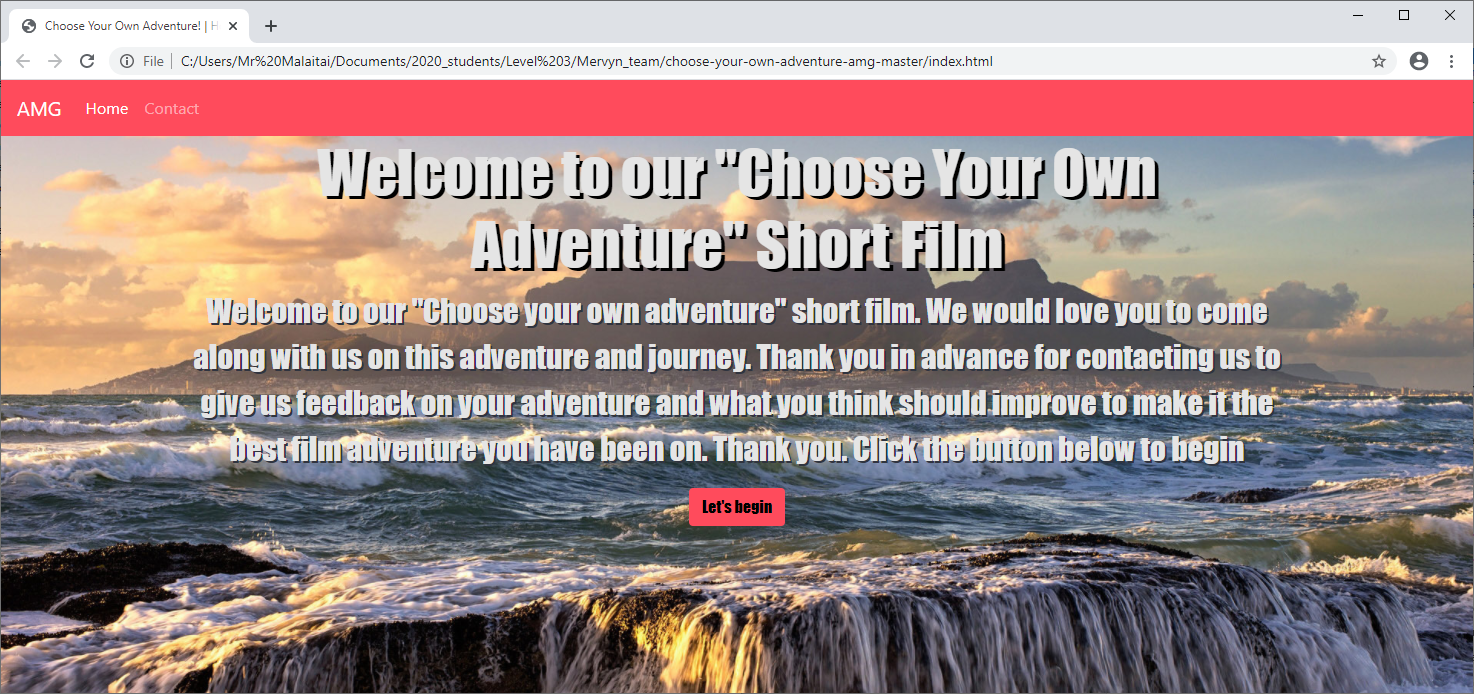 Choose Your Own Adventure! | H
File
C:/Users/Mr%20Malaitai/Documents/2020_students/Level%203/Mervyn_team/choose-your-own-adventure-amg-master/index.html
AMG Home Contact
Welcome to our "Choose Your Own
Adventure" Short Film
Welcome to our "Choose your own adventure" short film. We would love you to come
along with us on this adventure and journey. Thank you in advance for contacting us to
give us feedback on your adventure and what you think should improve to make it the
best film adventure you have been on. Thank you. Click the button below to begin
Let's begin